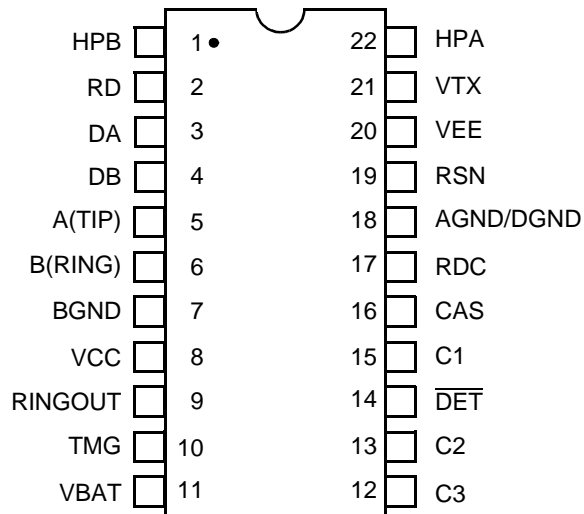 HPB 1 22 HPA
RD 2 21 VTX
DA 3 20 VEE
DB 4 19 RSN
A(TIP) 5 18 AGND/DGND
B(RING) 6 17 RDC
BGND 7 16 CAS
VCC 8 15 C1
RINGOUT 9 14 D̅E̅T̅
TMG 10 13 C2
VBAT 11 12 C3